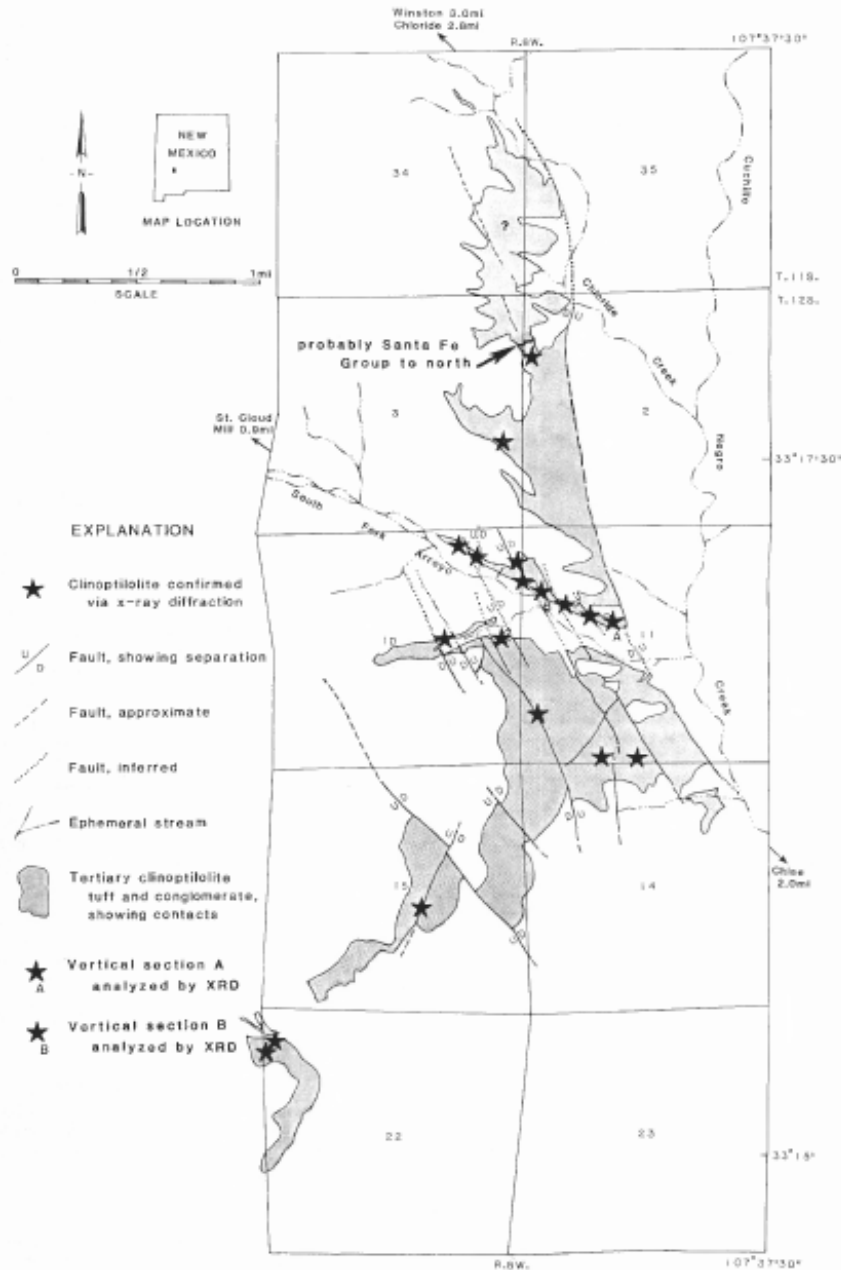 Winston 3.0mi
Chloride 2.8mi
R.8W.
107°37'30"
NEW
MEXICO
N
MAP LOCATION
34
35
Cuchillo
?
0 1/2 1mi
SCALE
T.11S.
T.12S.
Chloride
U D
probably Santa Fe
Group to north
Creek
3
2
St. Cloud
Mill 0.9mi
Negro
33°17'30"
South
Fork
Arroyo
EXPLANATION
Clinoptilolite confirmed
via x-ray diffraction
U D
U D
A
10
11
U
D
Fault, showing separation
Fault, approximate
Creek
Fault, inferred
Ephemeral stream
U D
U D
U D
U D
Chise
2.0mi
Tertiary clinoptilolite
tuff and conglomerate,
showing contacts
15
14
U D
Vertical section A
analyzed by XRD
A
Vertical section B
analyzed by XRD
B
22
23
33°15'
R.8W.
107°37'30"